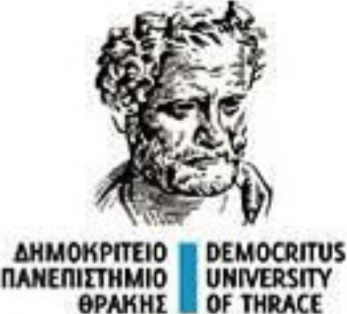 ΔΗΜΟΚΡΙΤΕΙΟ
ΠΑΝΕΠΙΣΤΗΜΙΟ
ΘΡΑΚΗΣ
DEMOCRITUS
UNIVERSITY
OF THRACE